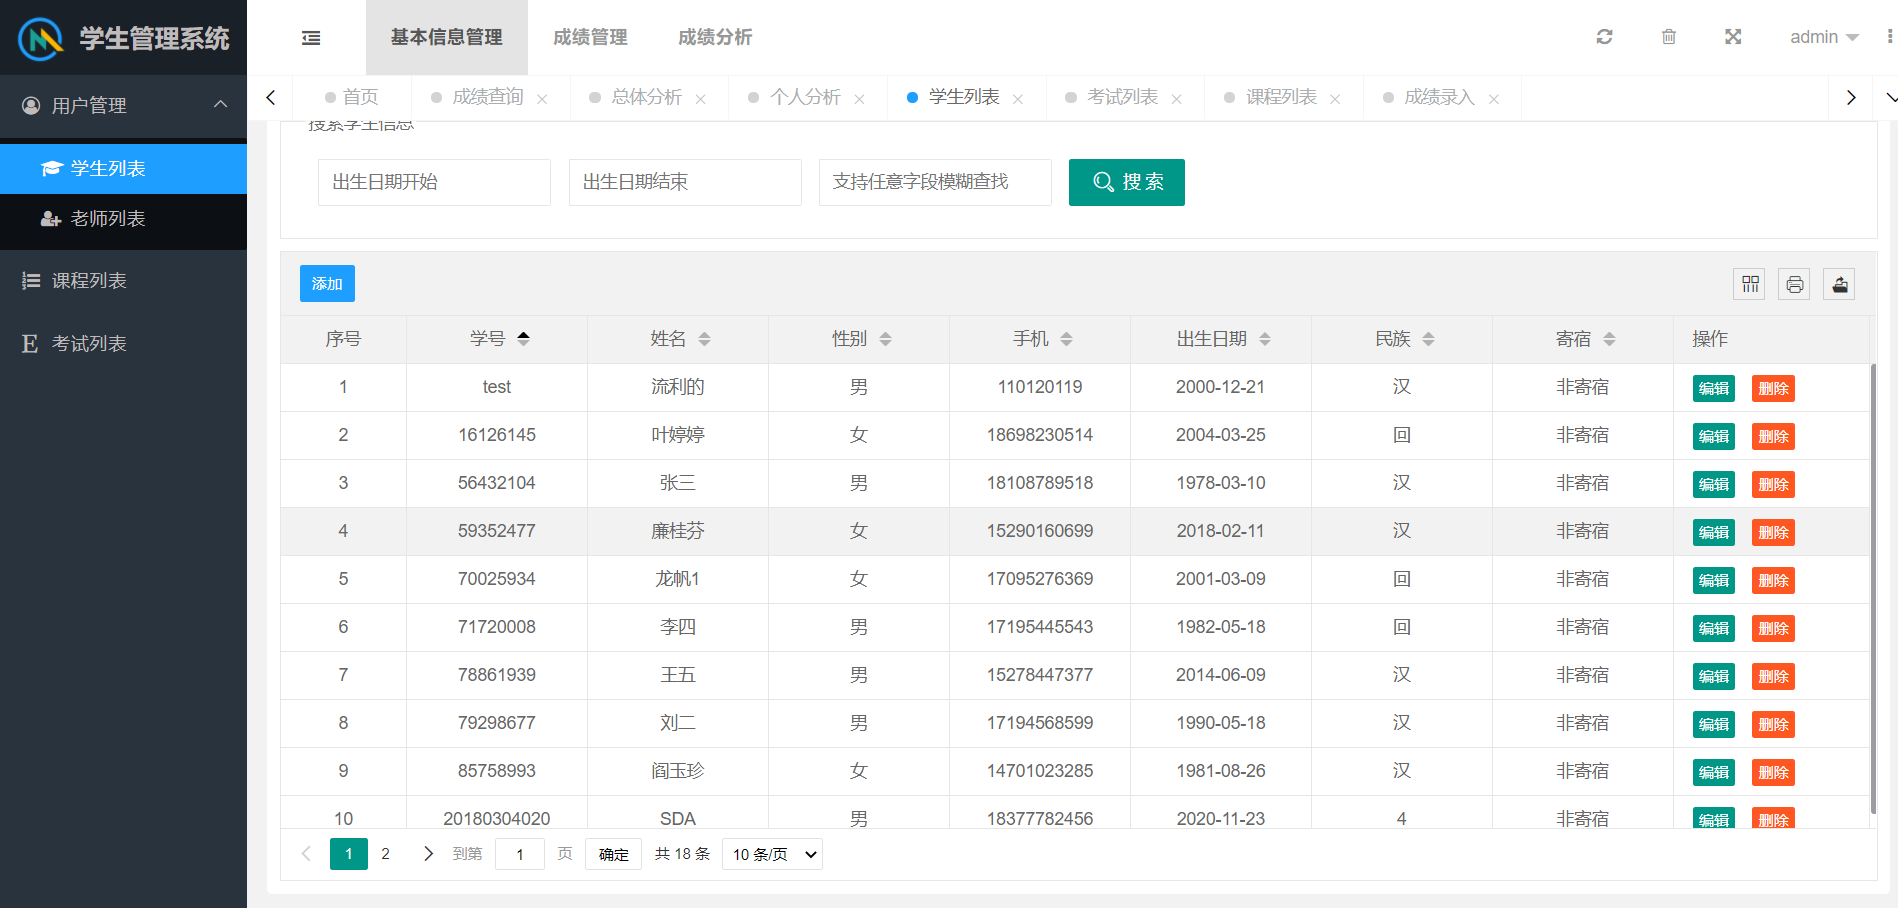 学生管理系统
基本信息管理 成绩管理 成绩分析
admin
用户管理
学生列表
老师列表
课程列表
E 考试列表
首页 成绩查询 总体分析 个人分析 学生列表 考试列表 课程列表 成绩录入
搜索学生信息
出生日期开始 出生日期结束 支持任意字段模糊查找 搜索
添加
序号 学号 姓名 性别 手机 出生日期 民族 寄宿 操作
1 test 流利的 男 110120119 2000-12-21 汉 非寄宿 编辑 删除
2 16126145 叶婷婷 女 18698230514 2004-03-25 回 非寄宿 编辑 删除
3 56432104 张三 男 18108789518 1978-03-10 汉 非寄宿 编辑 删除
4 59352477 廉桂芬 女 15290160699 2018-02-11 汉 非寄宿 编辑 删除
5 70025934 龙帆1 女 17095276369 2001-03-09 回 非寄宿 编辑 删除
6 71720008 李四 男 17195445543 1982-05-18 回 非寄宿 编辑 删除
7 78861939 王五 男 15278447377 2014-06-09 汉 非寄宿 编辑 删除
8 79298677 刘二 男 17194568599 1990-05-18 汉 非寄宿 编辑 删除
9 85758993 阎玉珍 女 14701023285 1981-08-26 汉 非寄宿 编辑 删除
10 20180304020 SDA 男 18377782456 2020-11-23 4 非寄宿 编辑 删除
1 2 到第 1 页 确定 共 18 条 10 条/页